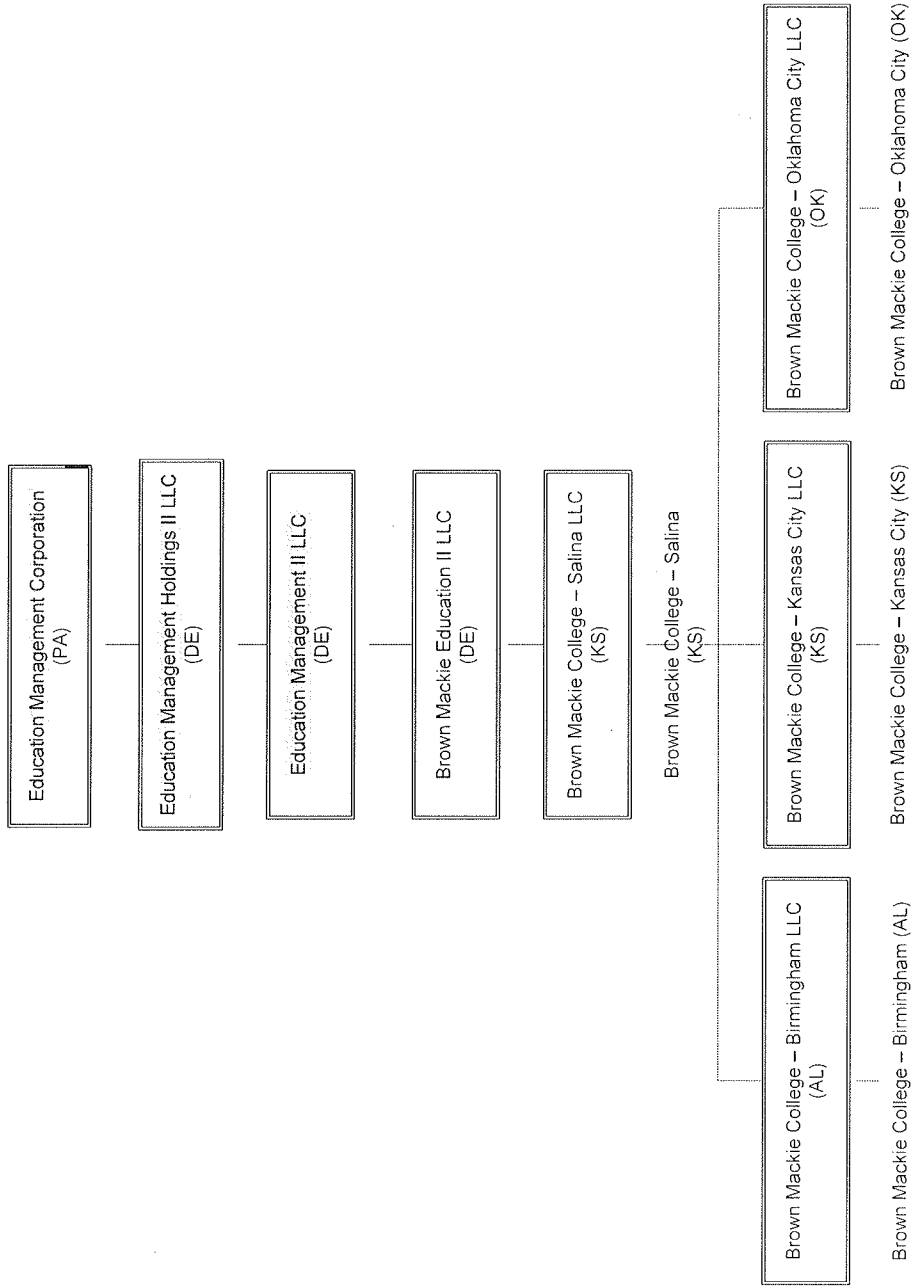 Education Management Corporation
(PA)
Education Management Holdings II LLC
(DE)
Education Management II LLC
(DE)
Brown Mackie Education II LLC
(DE)
Brown Mackie College – Salina LLC
(KS)
Brown Mackie College – Salina
(KS)
Brown Mackie College – Birmingham LLC
(AL)
Brown Mackie College – Kansas City LLC
(KS)
Brown Mackie College – Oklahoma City LLC
(OK)
Brown Mackie College – Birmingham (AL)
Brown Mackie College – Kansas City (KS)
Brown Mackie College – Oklahoma City (OK)